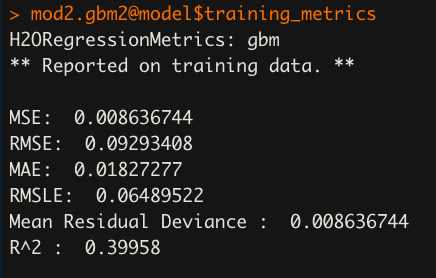 > mod2.gbm2@model$training_metrics
H2ORegressionMetrics: gbm
** Reported on training data. **
MSE:  0.008636744
RMSE:  0.09293408
MAE:  0.01827277
RMSLE:  0.06489522
Mean Residual Deviance :  0.008636744
R^2 :  0.39958